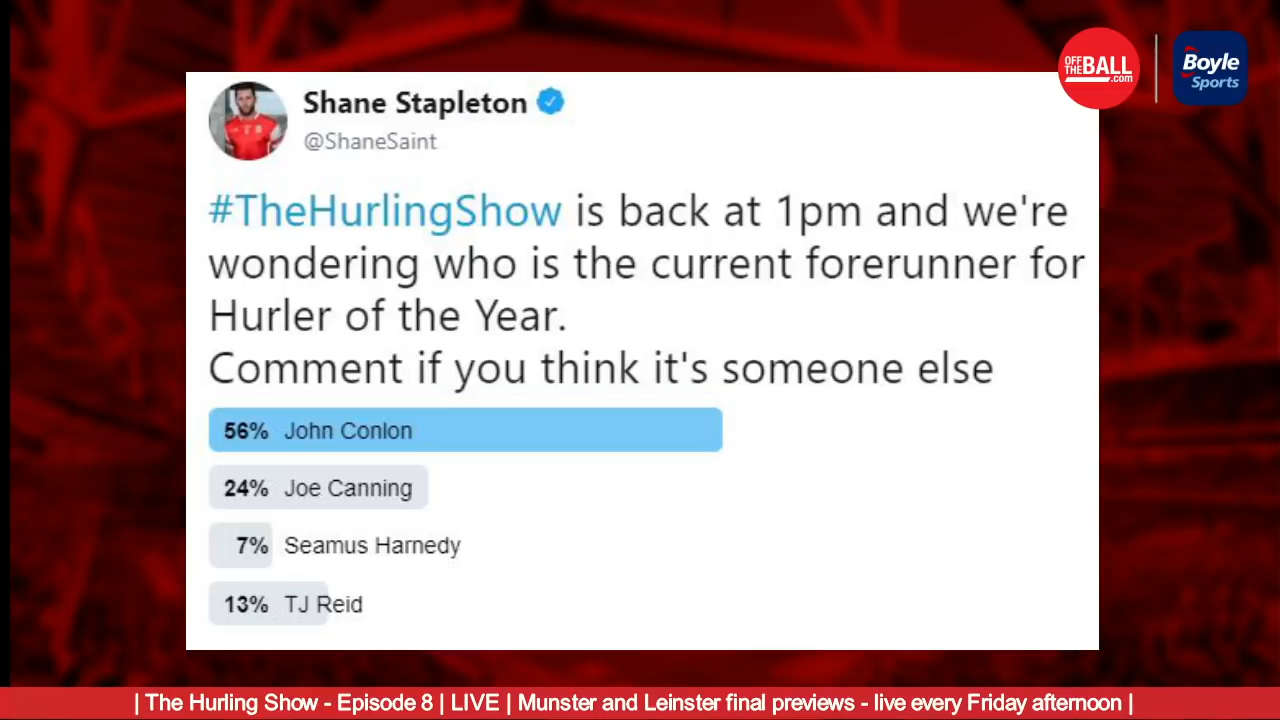 OFF
THE BALL
.com
Boyle
Sports
Shane Stapleton
@ShaneSaint
#TheHurlingShow is back at 1pm and we're
wondering who is the current forerunner for
Hurler of the Year.
Comment if you think it's someone else
56% John Conlon
24% Joe Canning
7% Seamus Harnedy
13% TJ Reid
| The Hurling Show - Episode 8 | LIVE | Munster and Leinster final previews - live every Friday afternoon |